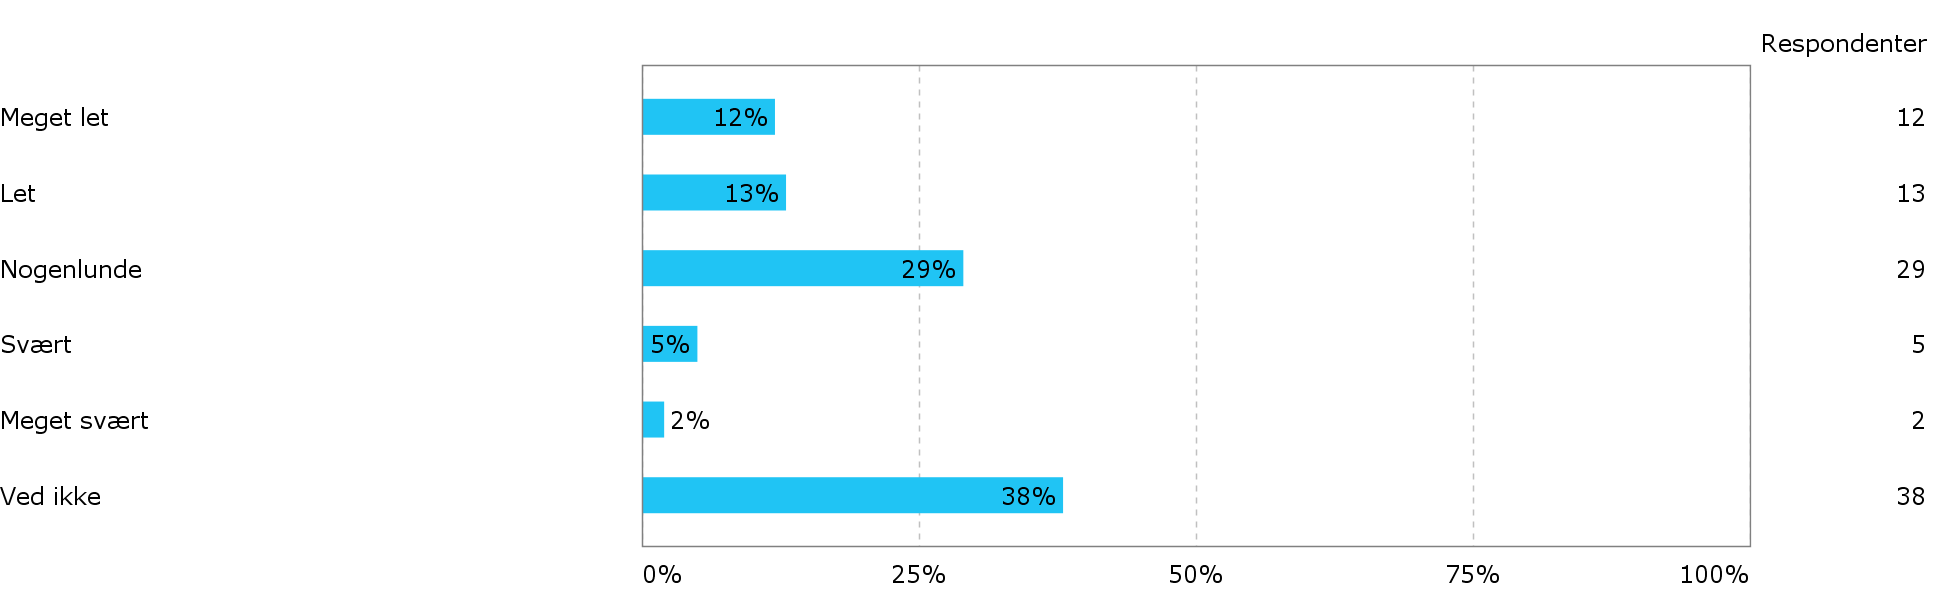 Respondenter
Meget let 12% 12
Let 13% 13
Nogenlunde 29% 29
Svært 5% 5
Meget svært 2% 2
Ved ikke 38% 38
0% 25% 50% 75% 100%